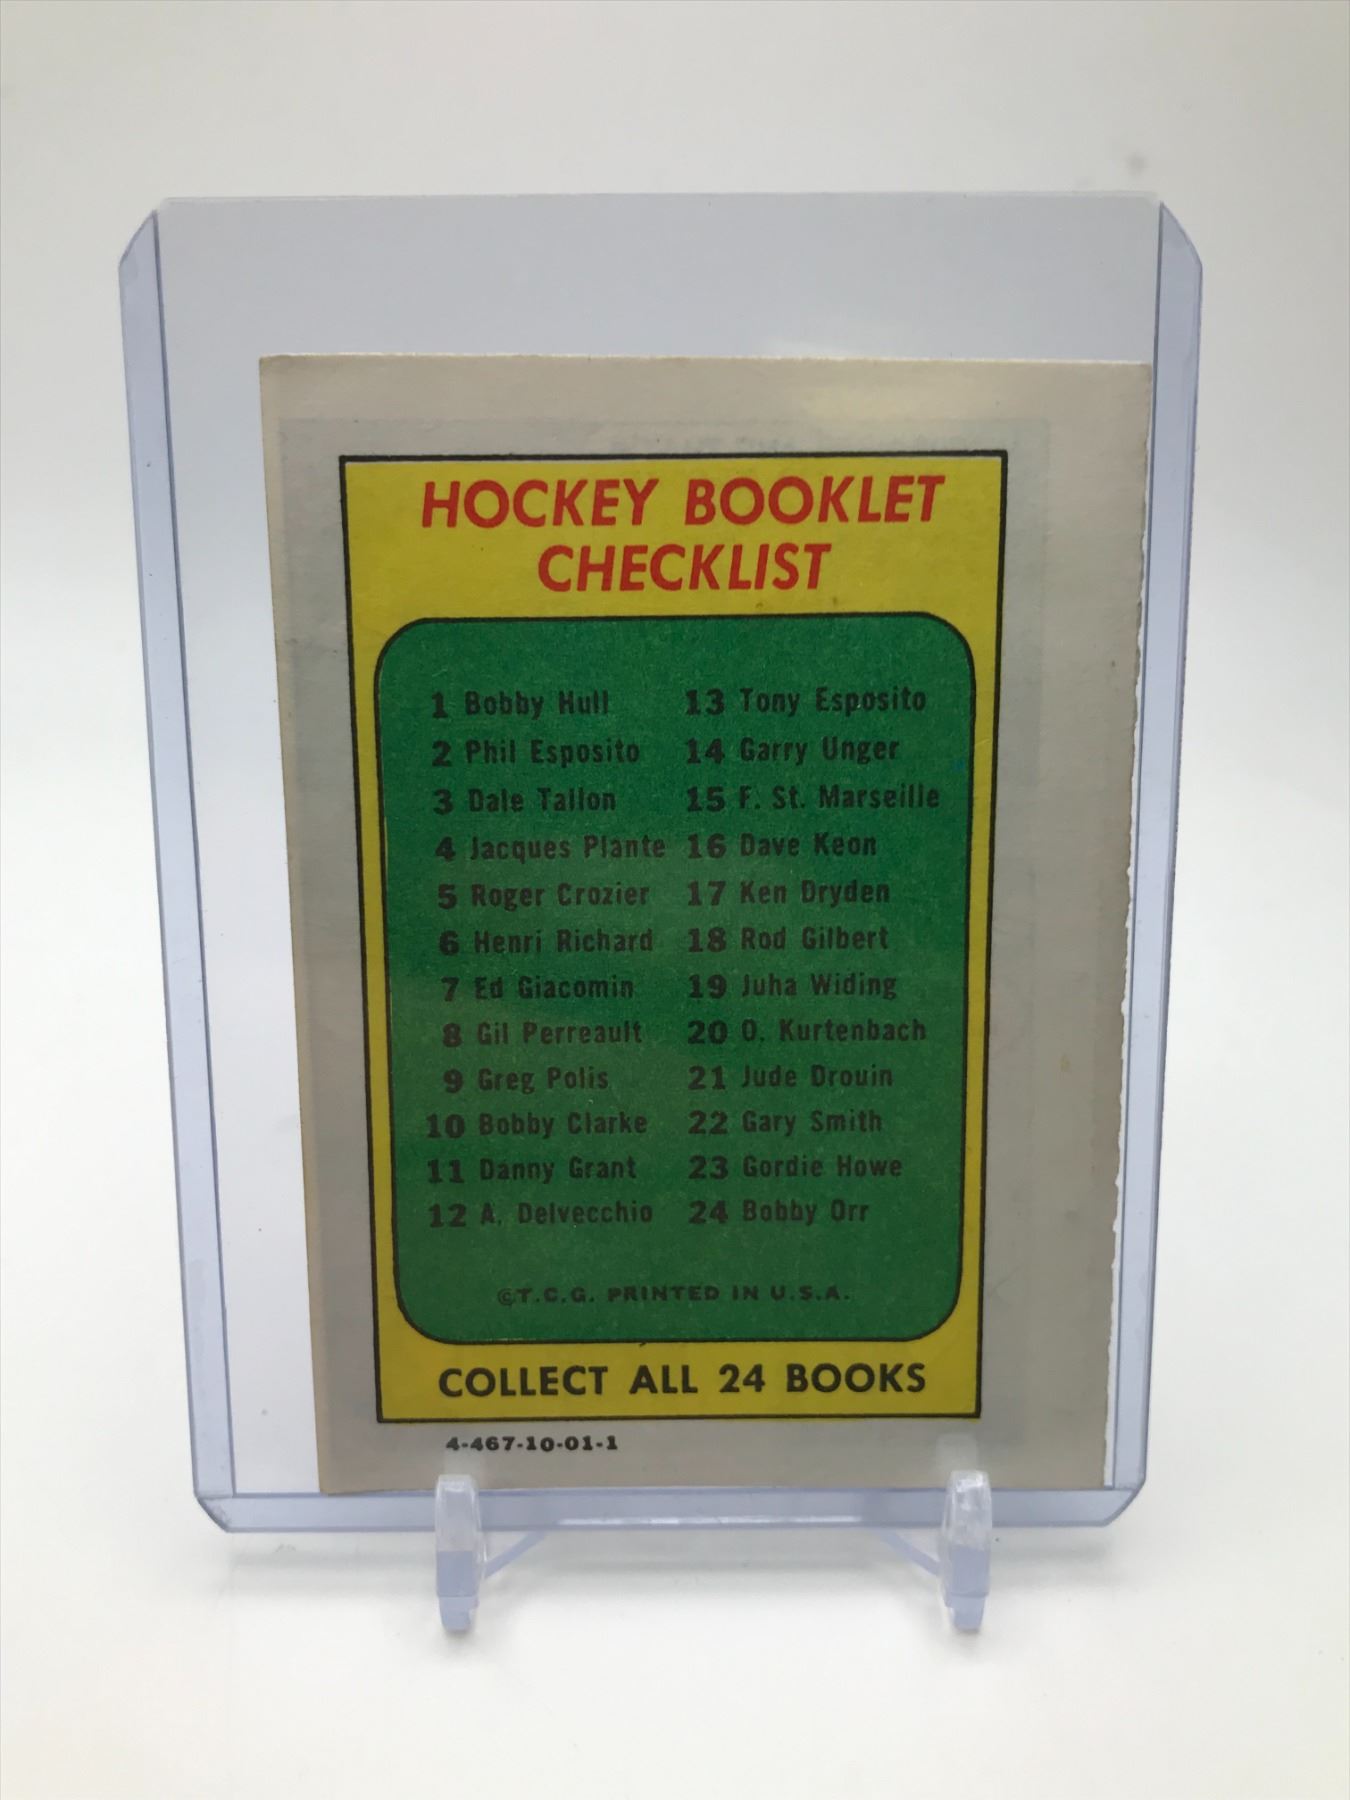 HOCKEY BOOKLET
CHECKLIST
1 Bobby Hull
2 Phil Esposito
3 Dale Tallon
4 Jacques Plante
5 Roger Crozier
6 Henri Richard
7 Ed Giacomin
8 Gil Perreault
9 Greg Polis
10 Bobby Clarke
11 Danny Grant
12 A. Delvecchio
13 Tony Esposito
14 Garry Unger
15 F. St. Marseille
16 Dave Keon
17 Ken Dryden
18 Rod Gilbert
19 Juha Widing
20 O. Kurtenbach
21 Jude Drouin
22 Gary Smith
23 Gordie Howe
24 Bobby Orr
©T.C.G. PRINTED IN U.S.A.
COLLECT ALL 24 BOOKS
4-467-10-01-1